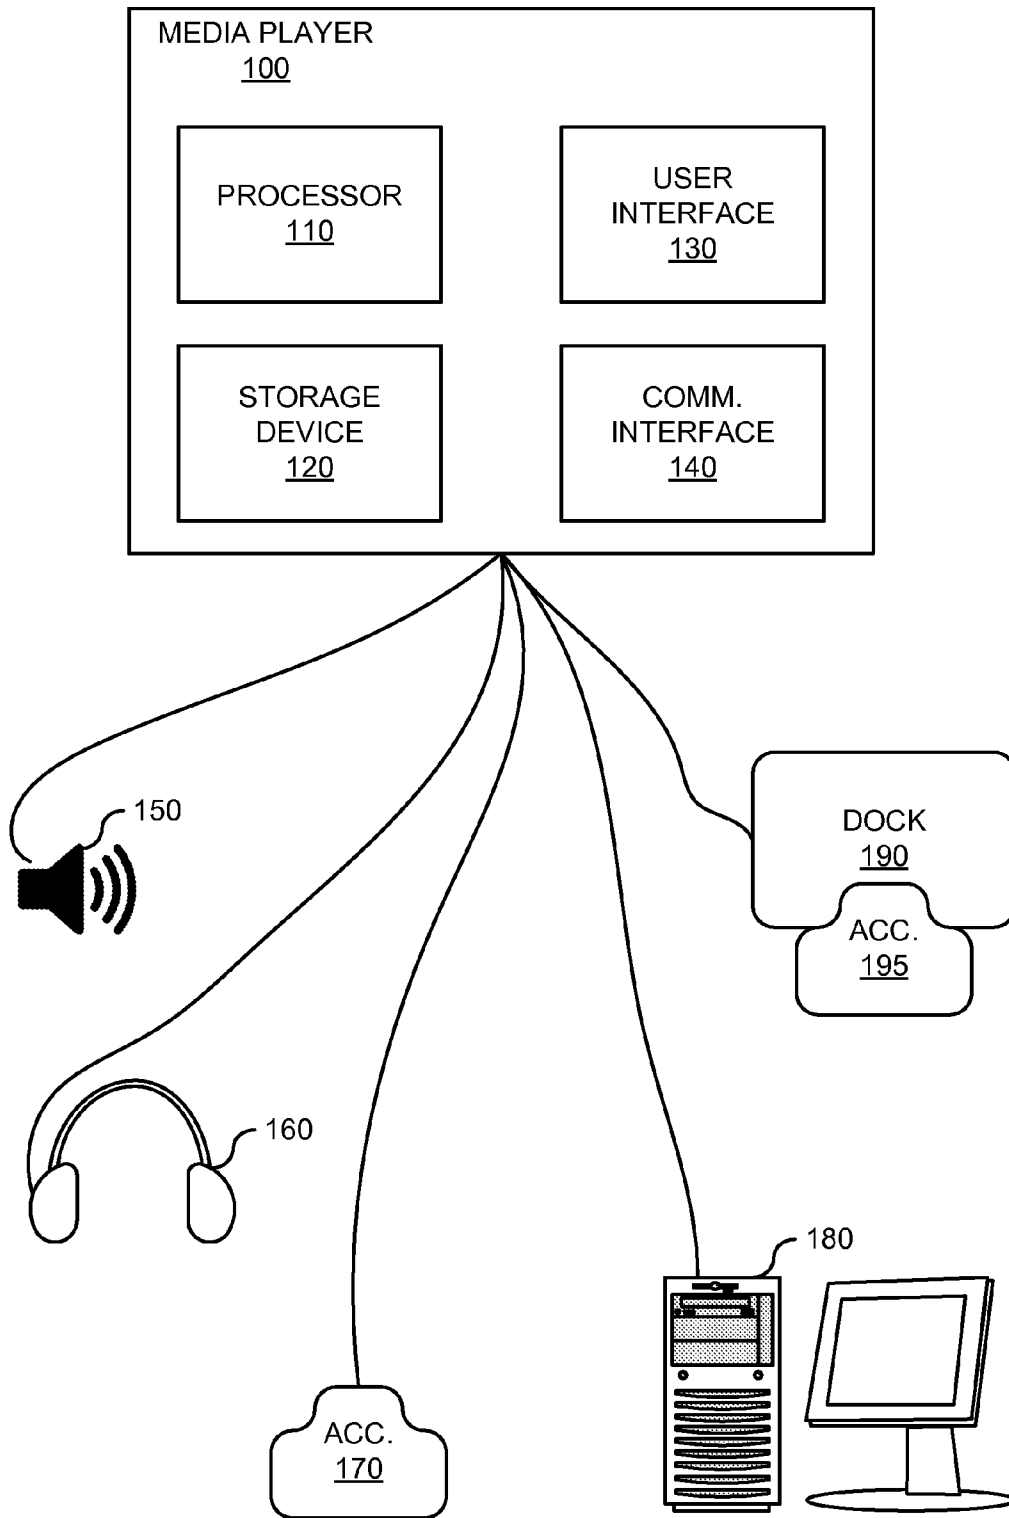 MEDIA PLAYER
100
PROCESSOR
110
USER
INTERFACE
130
STORAGE
DEVICE
120
COMM.
INTERFACE
140
150
DOCK
190
ACC.
195
160
180
ACC.
170